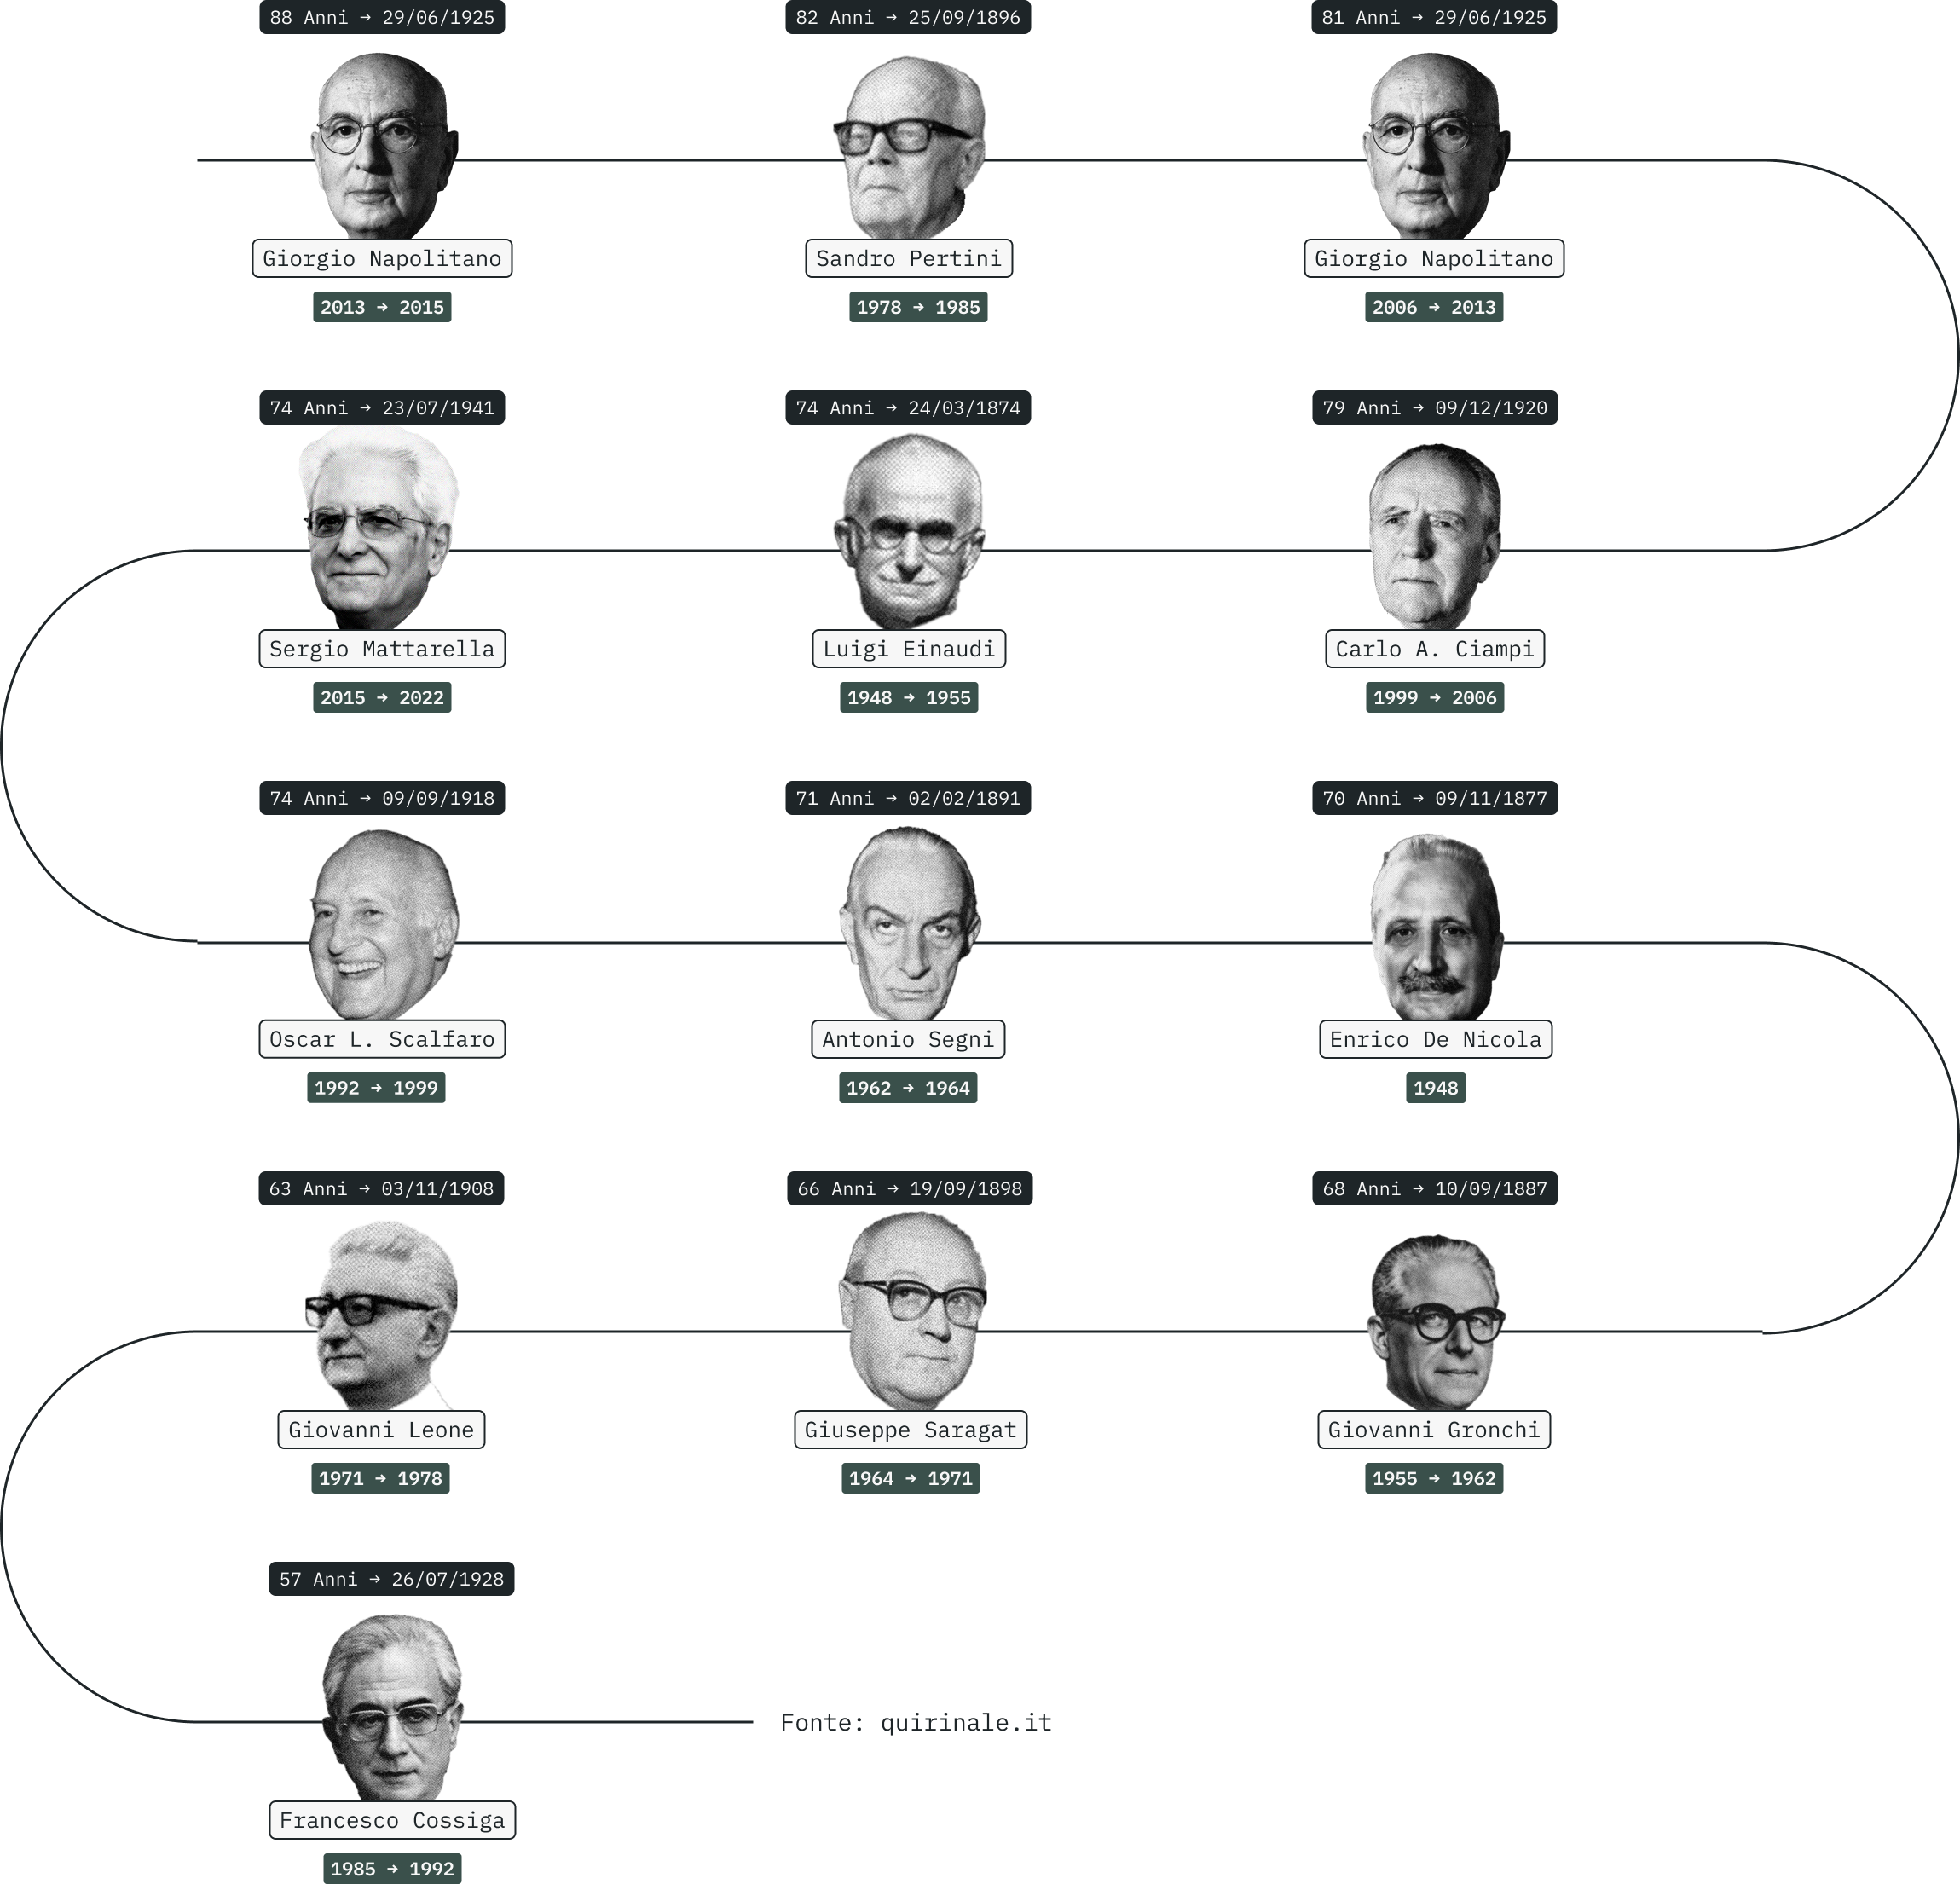 88 Anni → 29/06/1925
Giorgio Napolitano
2013 → 2015
82 Anni → 25/09/1896
Sandro Pertini
1978 → 1985
81 Anni → 29/06/1925
Giorgio Napolitano
2006 → 2013
79 Anni → 09/12/1920
Carlo A. Ciampi
1999 → 2006
74 Anni → 24/03/1874
Luigi Einaudi
1948 → 1955
74 Anni → 23/07/1941
Sergio Mattarella
2015 → 2022
74 Anni → 09/09/1918
Oscar L. Scalfaro
1992 → 1999
71 Anni → 02/02/1891
Antonio Segni
1962 → 1964
70 Anni → 09/11/1877
Enrico De Nicola
1948
68 Anni → 10/09/1887
Giovanni Gronchi
1955 → 1962
66 Anni → 19/09/1898
Giuseppe Saragat
1964 → 1971
63 Anni → 03/11/1908
Giovanni Leone
1971 → 1978
57 Anni → 26/07/1928
Francesco Cossiga
1985 → 1992
Fonte: quirinale.it